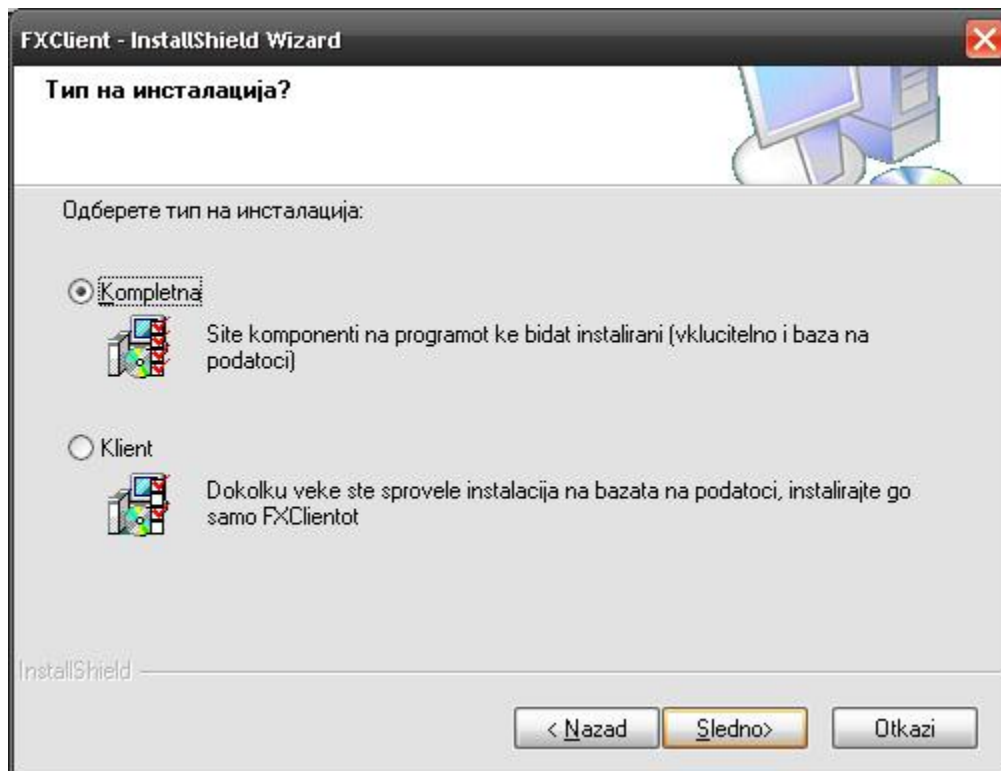 FXClient - InstallShield Wizard
Тип на инсталација?
Одберете тип на инсталација:
Kompletna
Site komponenti na programot ke bidat instalirani (vklucitelno i baza na
podatoci)
Klient
Dokolku veke ste sprovele instalacija na bazata na podatoci, instalirajte go
samo FXClientot
InstallShield
< Nazad
Sledno>
Otkazi